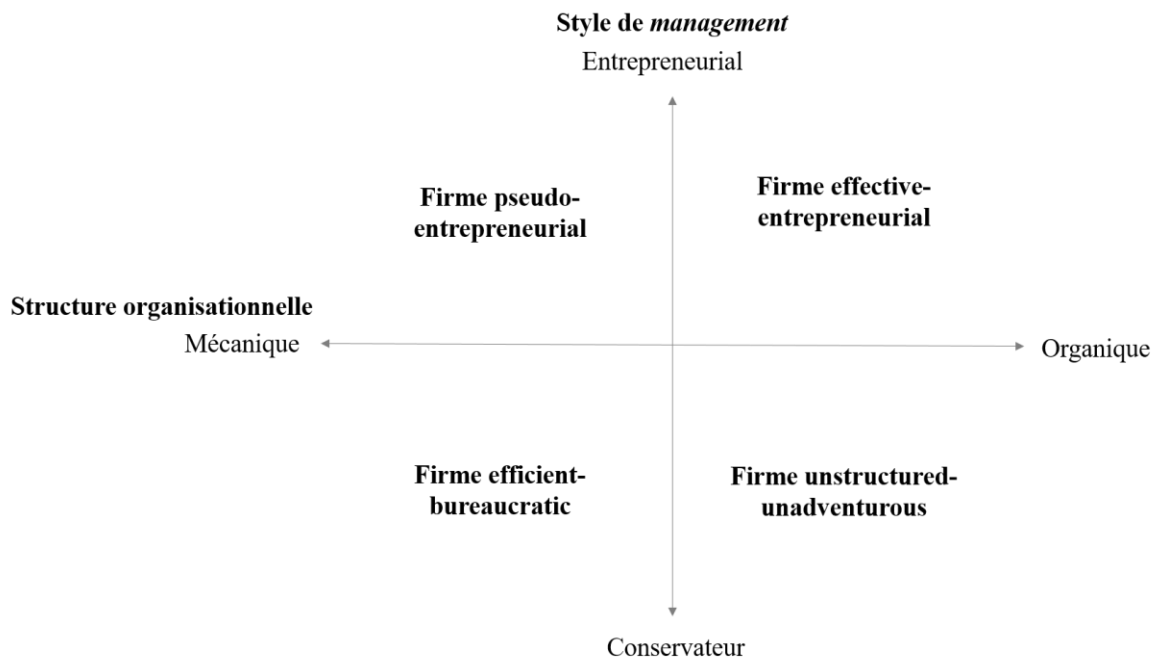 Style de management
Entrepreneurial
Firme pseudo-
entrepreneurial
Firme effective-
entrepreneurial
Structure organisationnelle
Mécanique
Organique
Firme efficient-
bureaucratic
Firme unstructured-
unadventurous
Conservateur